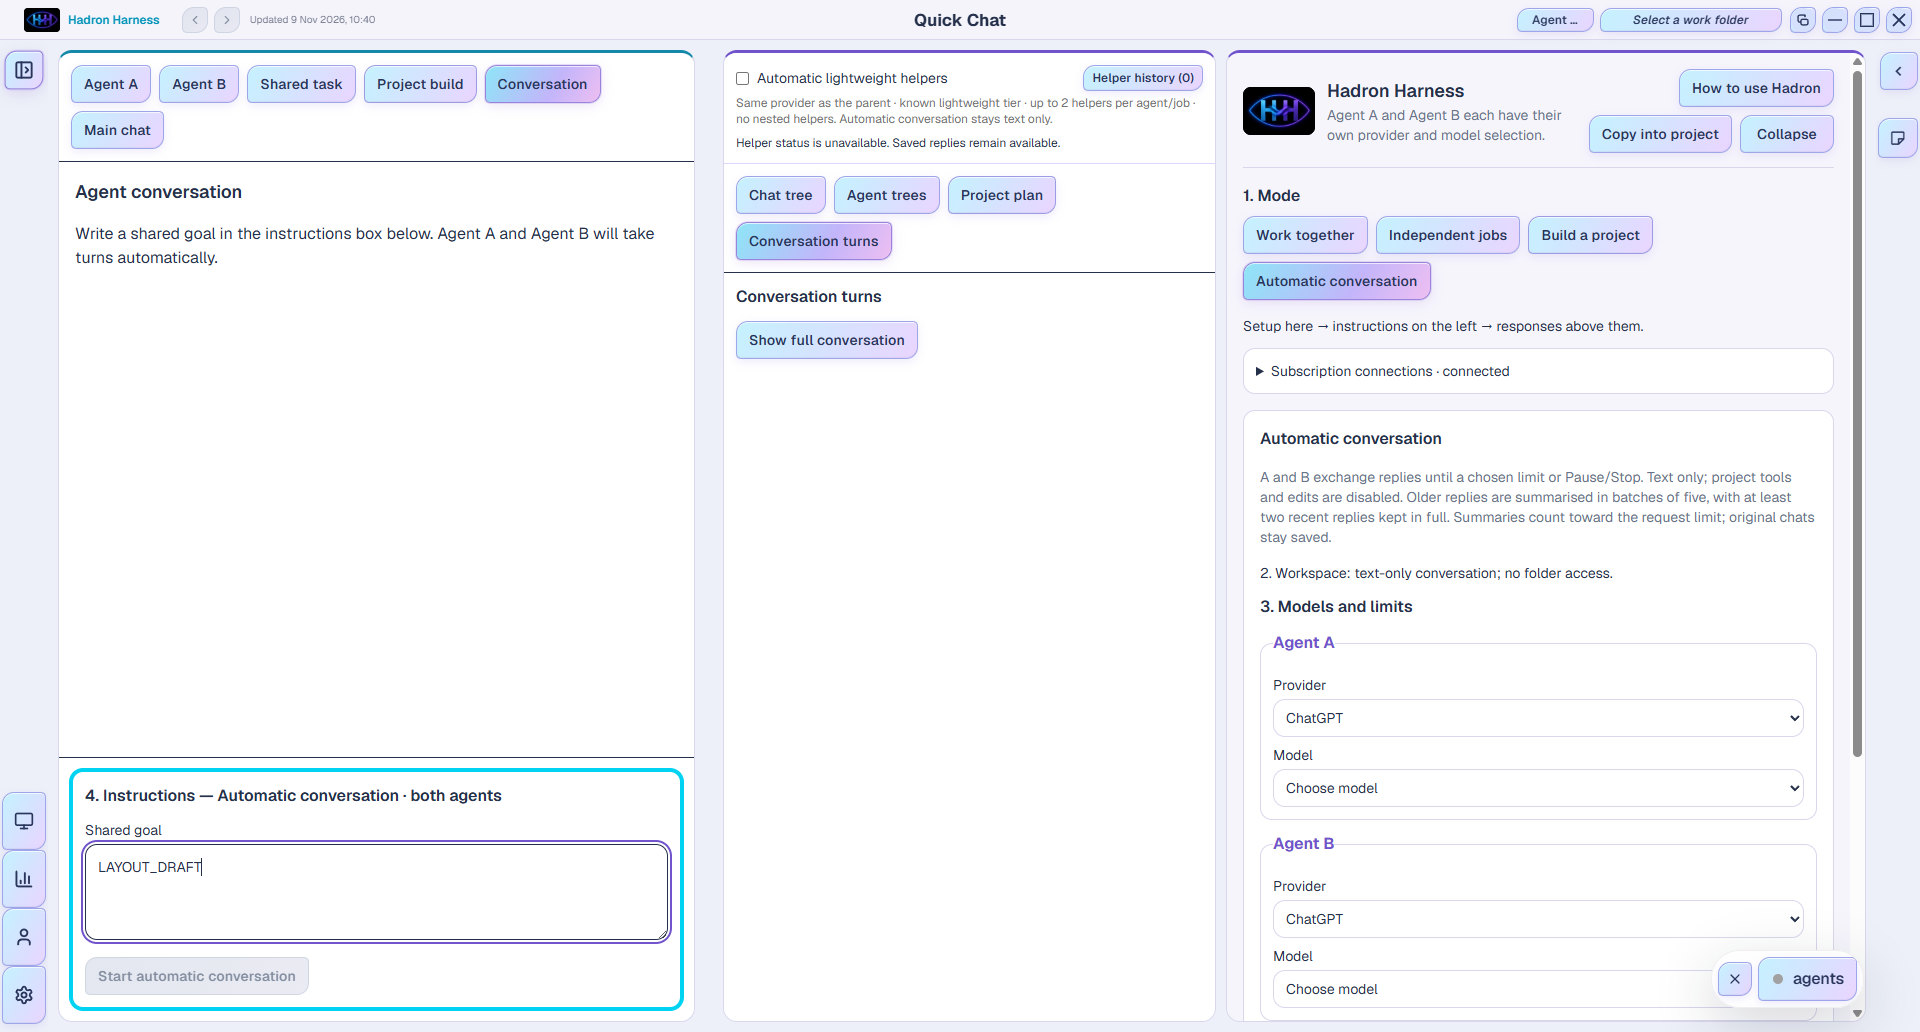 Hadron Harness
Updated 9 Nov 2026, 10:40
Quick Chat
Agent ...
Select a work folder
Agent A
Agent B
Shared task
Project build
Conversation
Main chat
Agent conversation
Write a shared goal in the instructions box below. Agent A and Agent B will take
turns automatically.
4. Instructions — Automatic conversation · both agents
Shared goal
LAYOUT_DRAFT
Start automatic conversation
Automatic lightweight helpers
Helper history (0)
Same provider as the parent · known lightweight tier · up to 2 helpers per agent/job ·
no nested helpers. Automatic conversation stays text only.
Helper status is unavailable. Saved replies remain available.
Chat tree
Agent trees
Project plan
Conversation turns
Conversation turns
Show full conversation
Hadron Harness
Agent A and Agent B each have their
own provider and model selection.
How to use Hadron
Copy into project
Collapse
1. Mode
Work together
Independent jobs
Build a project
Automatic conversation
Setup here → instructions on the left → responses above them.
Subscription connections · connected
Automatic conversation
A and B exchange replies until a chosen limit or Pause/Stop. Text only; project tools
and edits are disabled. Older replies are summarised in batches of five, with at least
two recent replies kept in full. Summaries count toward the request limit; original chats
stay saved.
2. Workspace: text-only conversation; no folder access.
3. Models and limits
Agent A
Provider
ChatGPT
Model
Choose model
Agent B
Provider
ChatGPT
Model
Choose model
agents